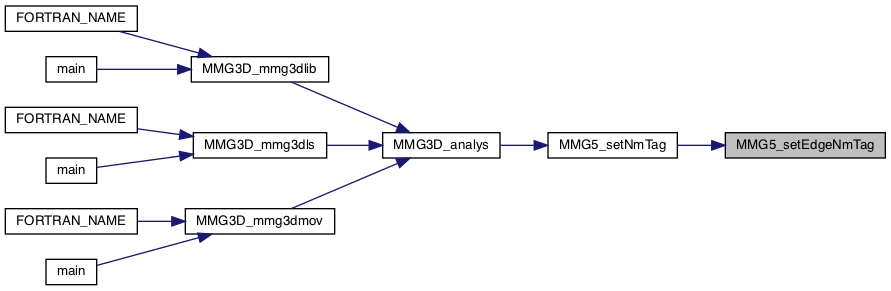 FORTRAN_NAME
main
MMG3D_mmg3dlib
FORTRAN_NAME
MMG3D_mmg3dls
MMG3D_analys
MMG5_setNmTag
MMG5_setEdgeNmTag
main
FORTRAN_NAME
MMG3D_mmg3dmov
main